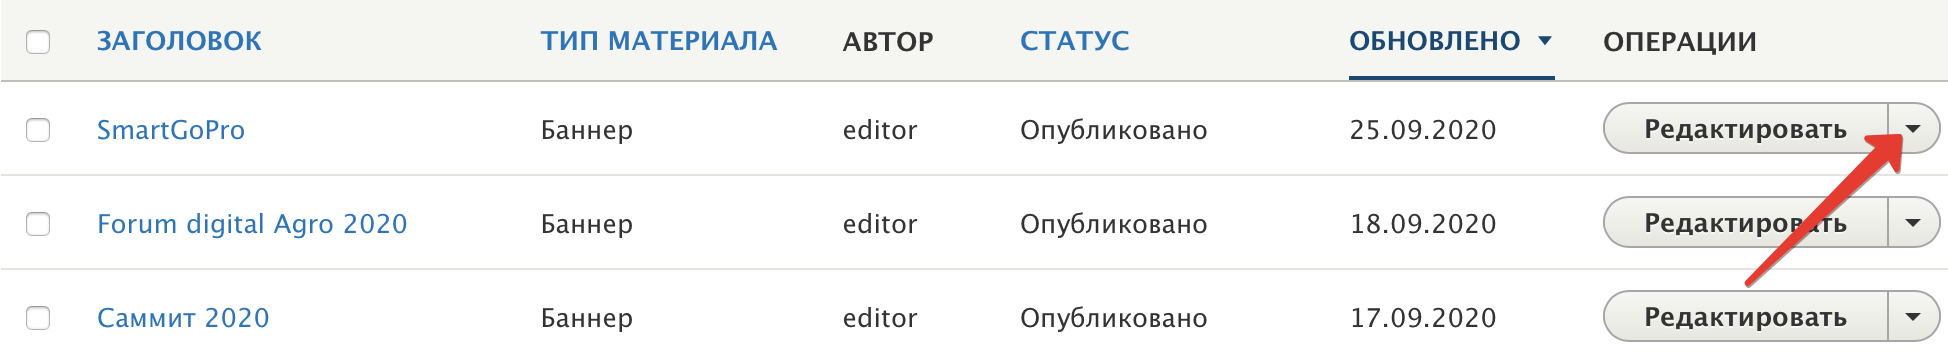 ЗАГОЛОВОК ТИП МАТЕРИАЛА АВТОР СТАТУС ОБНОВЛЕНО ОПЕРАЦИИ
SmartGoPro Баннер editor Опубликовано 25.09.2020 Редактировать
Forum digital Agro 2020 Баннер editor Опубликовано 18.09.2020 Редактировать
Саммит 2020 Баннер editor Опубликовано 17.09.2020 Редактировать